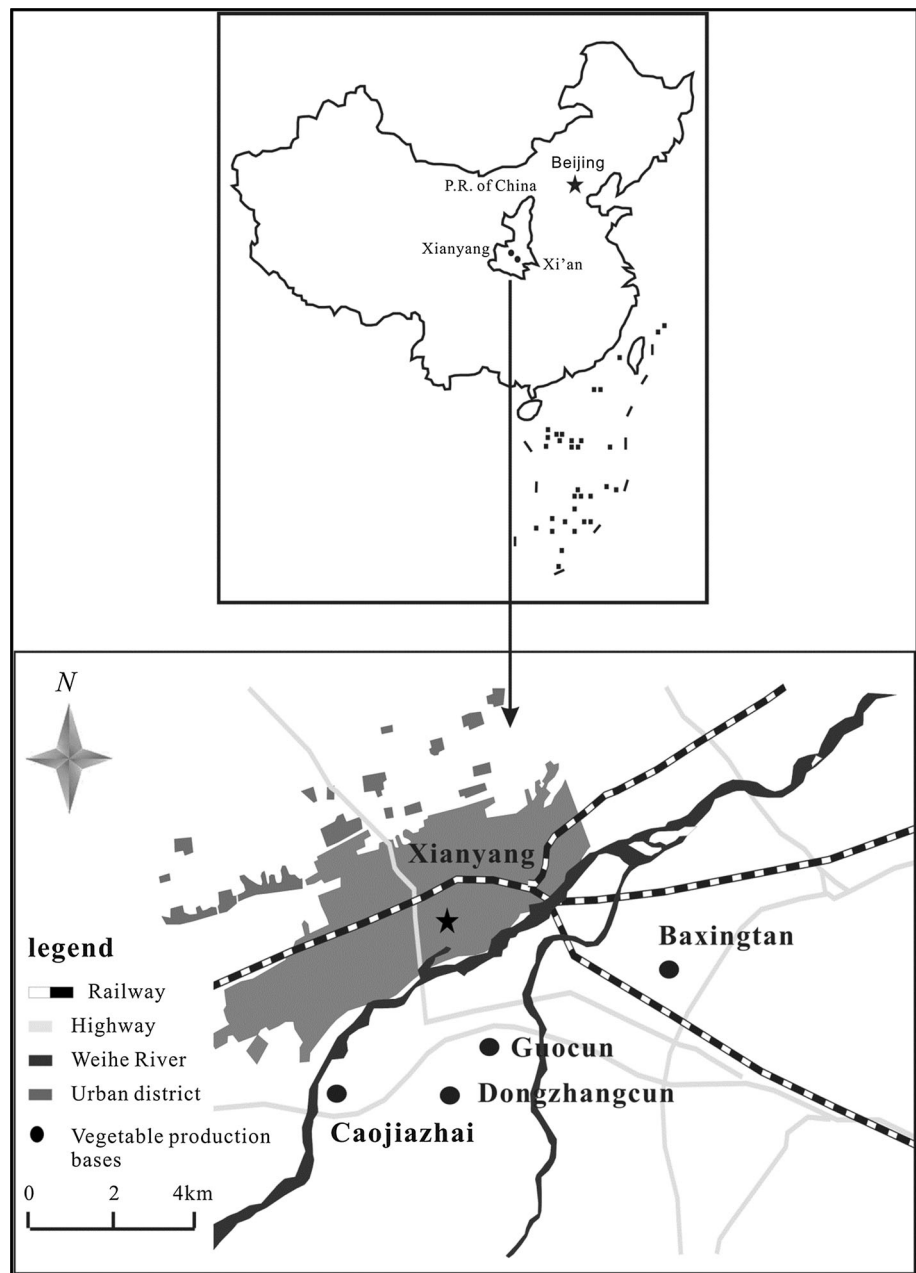 Beijing
P.R. of China
Xianyang
Xi’an
N
Xianyang
Baxingtan
Guocun
Dongzhangcun
Caojiazhai
legend
Railway
Highway
Weihe River
Urban district
Vegetable production
bases
0 2 4km